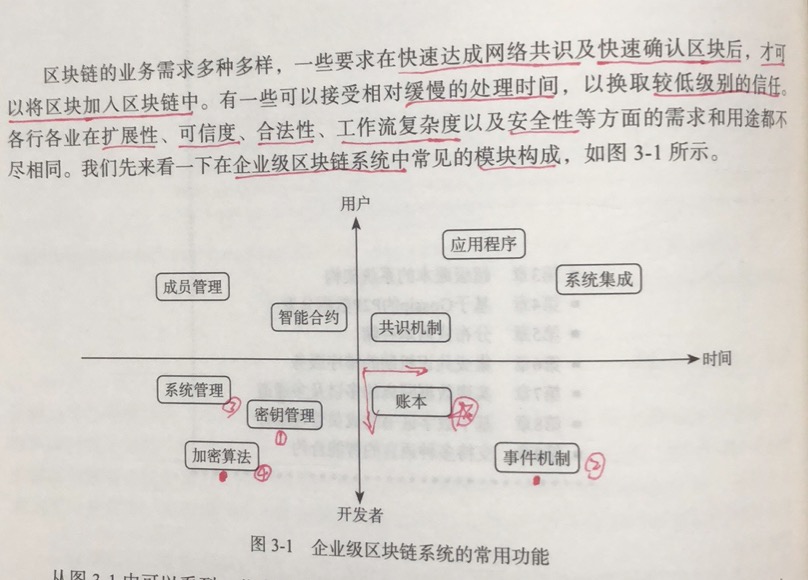 区块链的业务需求多种多样，一些要求在快速达成网络共识及快速确认区块后，才可
以将区块加入区块链中。有一些可以接受相对缓慢的处理时间，以换取较低级别的信任。
各行各业在扩展性、可信度、合法性、工作流复杂度以及安全性等方面的需求和用途都不
尽相同。我们先来看一下在企业级区块链系统中常见的模块构成，如图 3-1 所示。
用户
应用程序
系统集成
成员管理
智能合约
共识机制
时间
系统管理
③
密钥管理
①
账本
加密算法
④
事件机制
②
开发者
图 3-1 企业级区块链系统的常用功能